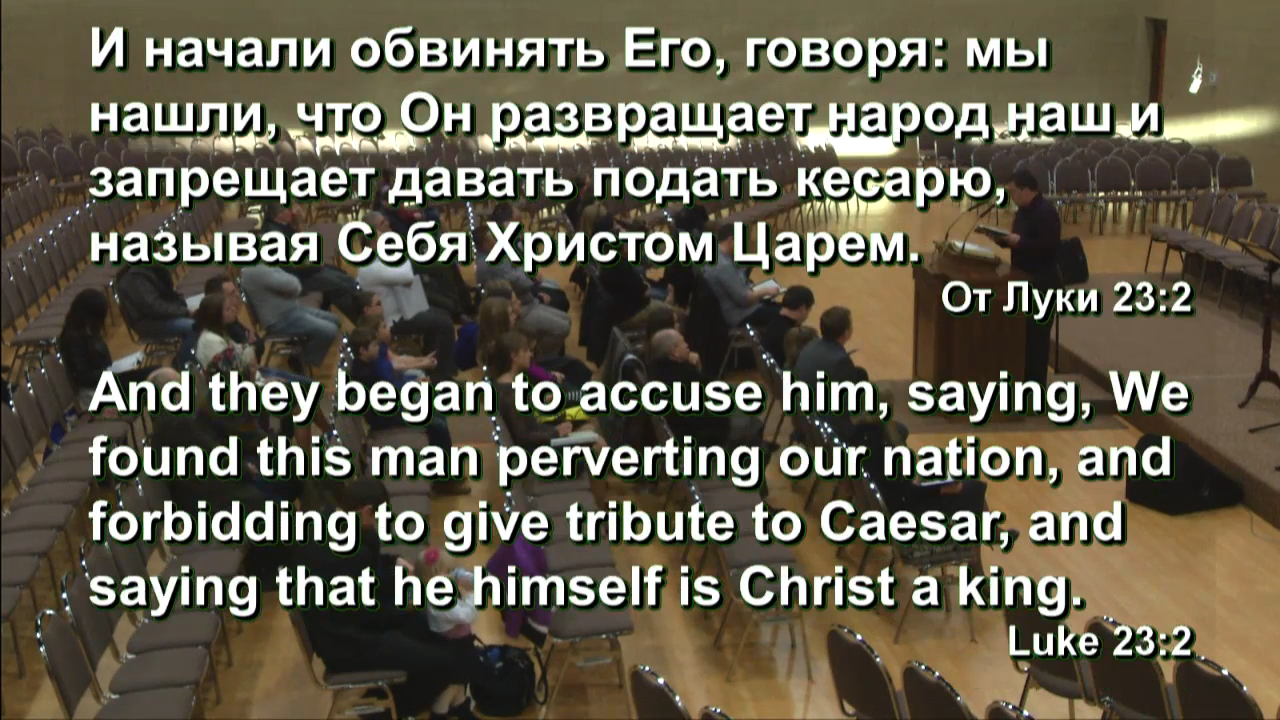 И начали обвинять Его, говоря: мы
нашли, что Он развращает народ наш и
запрещает давать подать кесарю,
называя Себя Христом Царем.
От Луки 23:2
And they began to accuse him, saying, We
found this man perverting our nation, and
forbidding to give tribute to Caesar, and
saying that he himself is Christ a king.
Luke 23:2